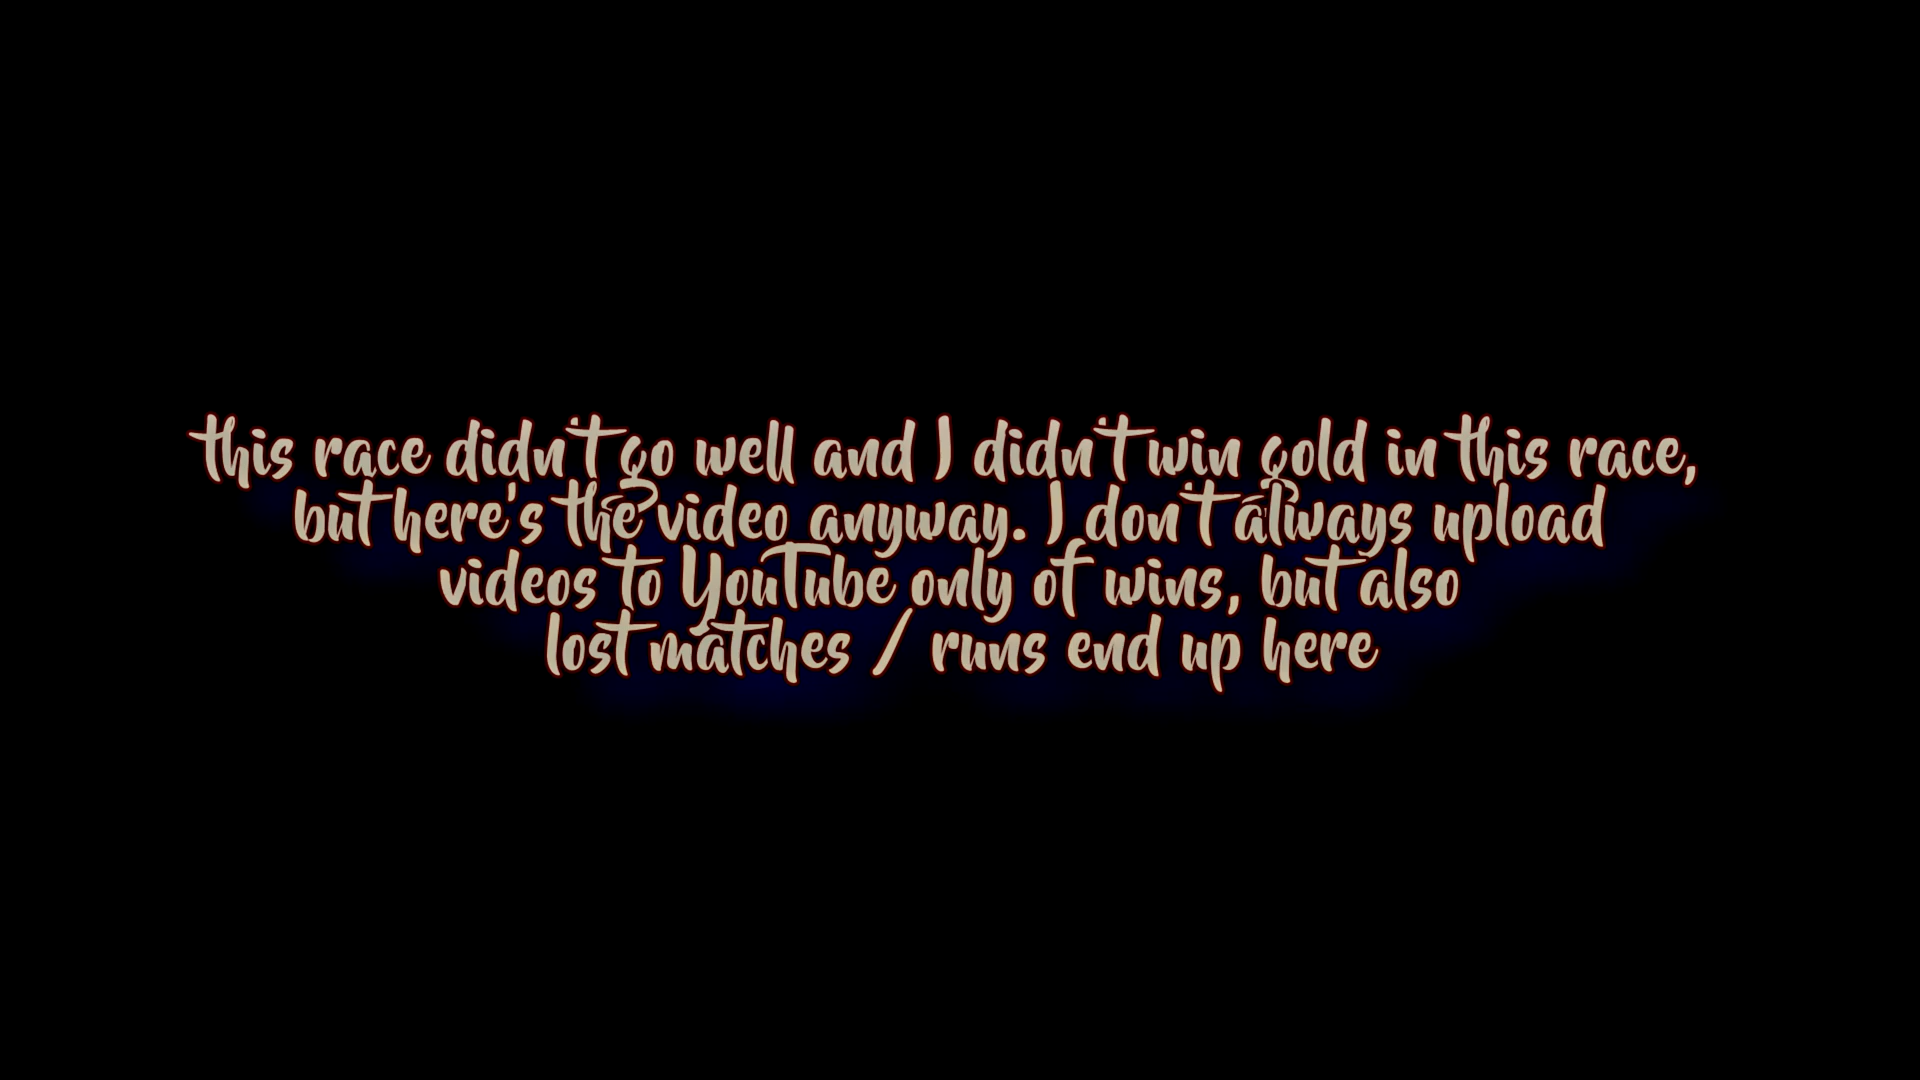 this race didn't go well and I didn't win gold in this race,
but here's the video anyway. I don't always upload
videos to YouTube only of wins, but also
lost matches / runs end up here